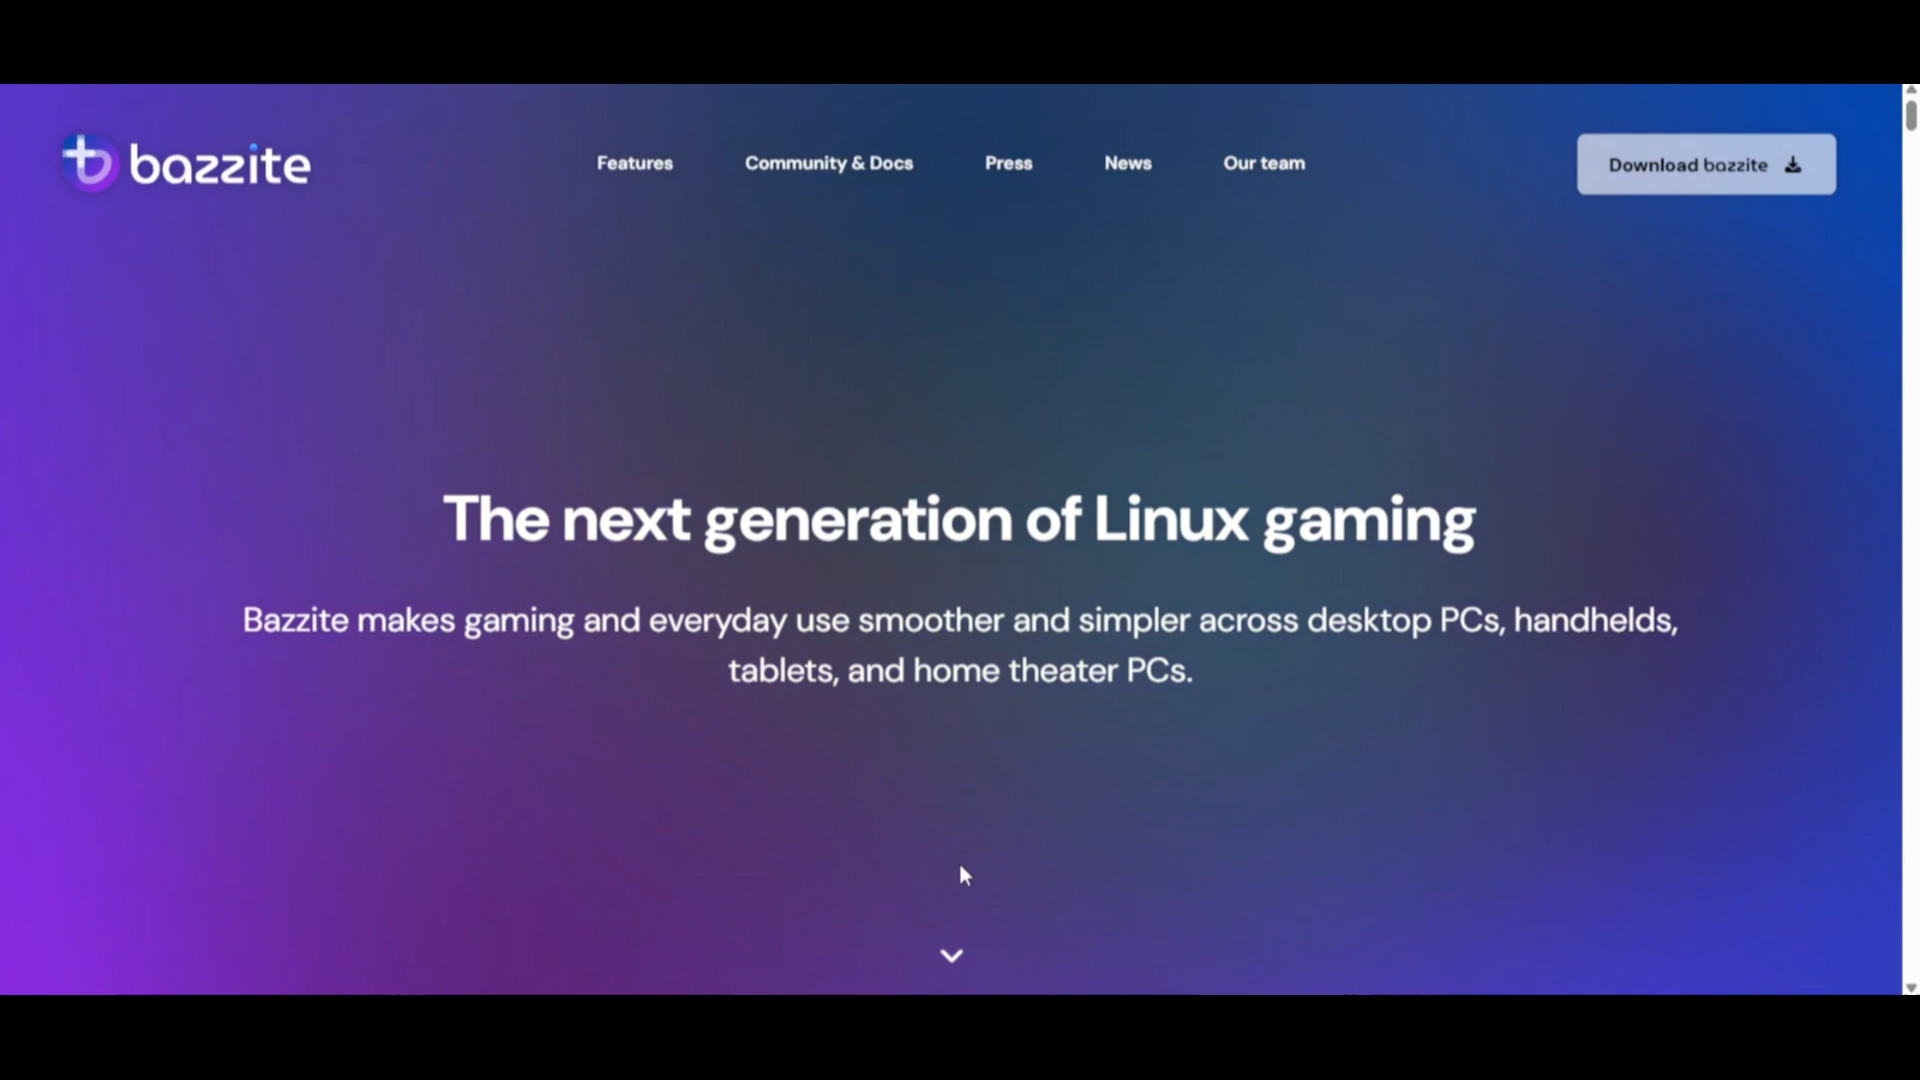 bazzite
Features
Community & Docs
Press
News
Our team
Download bazzite
The next generation of Linux gaming
Bazzite makes gaming and everyday use smoother and simpler across desktop PCs, handhelds,
tablets, and home theater PCs.